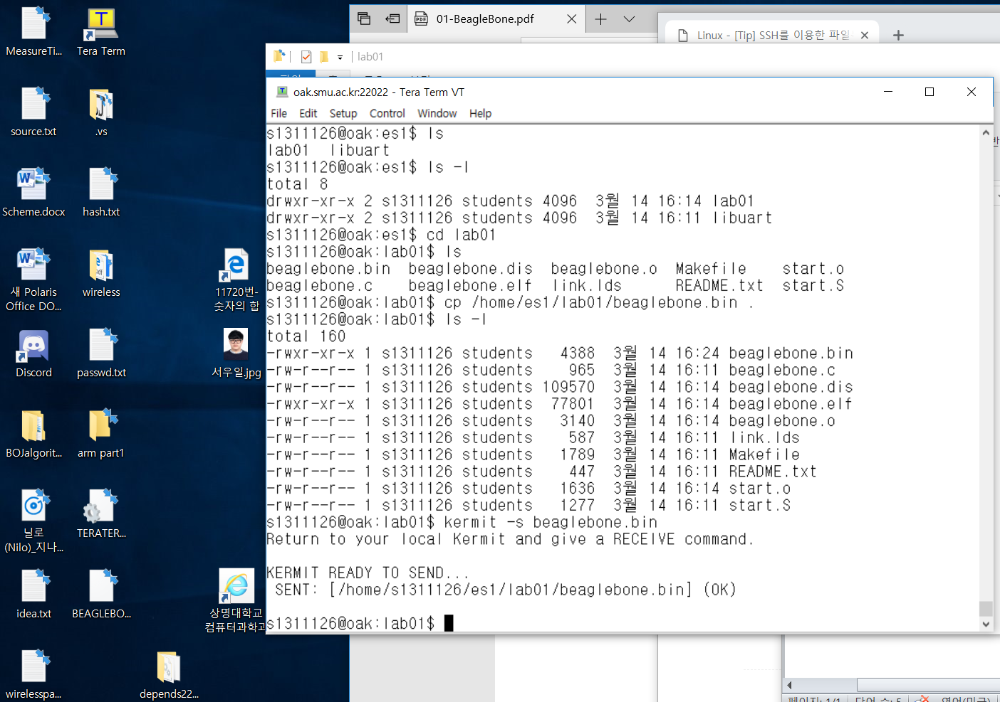 MeasureTi...
Tera Term
source.txt
.vs
Scheme.docx
hash.txt
새 Polaris
Office DO...
wireless
11720번-
숫자의 합
Discord
passwd.txt
서우일.jpg
BOJalgorit...
arm part1
닐로
(Nilo)_지나...
TERATER...
idea.txt
BEAGLEBO...
상명대학교
컴퓨터과학과
wirelesspa...
depends22...
01-BeagleBone.pdf
Linux - [Tip] SSH를 이용한 파일
lab01
oak.smu.ac.kr:22022 - Tera Term VT
File Edit Setup Control Window Help
s1311126@oak:es1$ ls
lab01  libuart
s1311126@oak:es1$ ls -l
total 8
drwxr-xr-x 2 s1311126 students 4096  3월 14 16:14 lab01
drwxr-xr-x 2 s1311126 students 4096  3월 14 16:11 libuart
s1311126@oak:es1$ cd lab01
s1311126@oak:lab01$ ls
beaglebone.bin  beaglebone.dis  beaglebone.o  Makefile    start.o
beaglebone.c    beaglebone.elf  link.lds      README.txt  start.S
s1311126@oak:lab01$ cp /home/es1/lab01/beaglebone.bin .
s1311126@oak:lab01$ ls -l
total 160
-rwxr-xr-x 1 s1311126 students   4388  3월 14 16:24 beaglebone.bin
-rw-r--r-- 1 s1311126 students    965  3월 14 16:11 beaglebone.c
-rw-r--r-- 1 s1311126 students 109570  3월 14 16:14 beaglebone.dis
-rwxr-xr-x 1 s1311126 students  77801  3월 14 16:14 beaglebone.elf
-rw-r--r-- 1 s1311126 students   3140  3월 14 16:14 beaglebone.o
-rw-r--r-- 1 s1311126 students    587  3월 14 16:11 link.lds
-rw-r--r-- 1 s1311126 students   1789  3월 14 16:11 Makefile
-rw-r--r-- 1 s1311126 students    447  3월 14 16:11 README.txt
-rw-r--r-- 1 s1311126 students   1636  3월 14 16:14 start.o
-rw-r--r-- 1 s1311126 students   1277  3월 14 16:11 start.S
s1311126@oak:lab01$ kermit -s beaglebone.bin
Return to your local Kermit and give a RECEIVE command.
KERMIT READY TO SEND...
SENT: [/home/s1311126/es1/lab01/beaglebone.bin] (OK)
s1311126@oak:lab01$
페이지: 1/1 단어 수: 5 영어(미국)